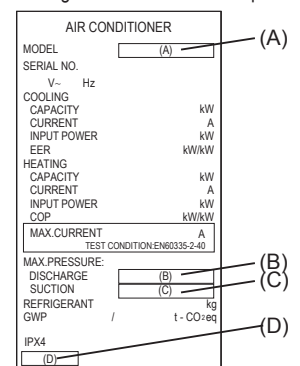 AIR CONDITIONER
MODEL (A) (A)
SERIAL NO.
V~ Hz
COOLING
CAPACITY kW
CURRENT A
INPUT POWER kW
EER kW/kW
HEATING
CAPACITY kW
CURRENT A
INPUT POWER kW
COP kW/kW
MAX.CURRENT A
TEST CONDITION:EN60335-2-40
MAX.PRESSURE:
DISCHARGE (B) (B)
SUCTION (C) (C)
REFRIGERANT kg
GWP / t - CO2eq
IPX4
(D) (D)